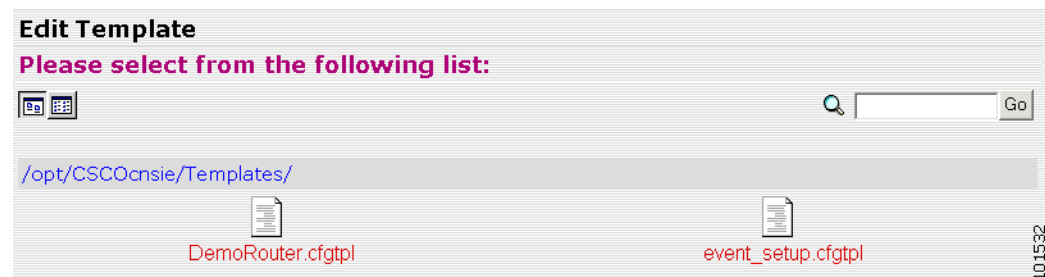 Edit Template
Please select from the following list:
Go
/opt/CSCOcnsie/Templates/
DemoRouter.cfgtpl
event_setup.cfgtpl
101532